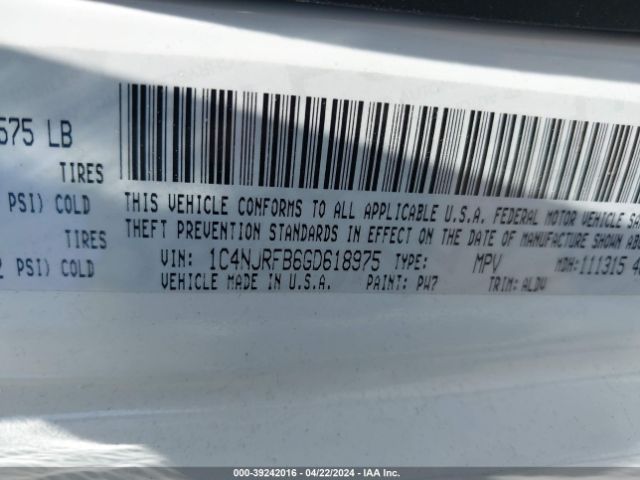 575 LB
TIRES
PSI) COLD
TIRES
PSI) COLD
THIS VEHICLE CONFORMS TO ALL APPLICABLE U.S.A. FEDERAL MOTOR VEHICLE
THEFT PREVENTION STANDARDS IN EFFECT ON THE DATE OF MANUFACTURE SHOWN
VIN: 1C4NJRFB6GD618975 TYPE: MPV MDH:111315 4
VEHICLE MADE IN U.S.A. PAINT: PW7 TRIM: ALDV
000-39242016 - 04/22/2024 - IAA Inc.